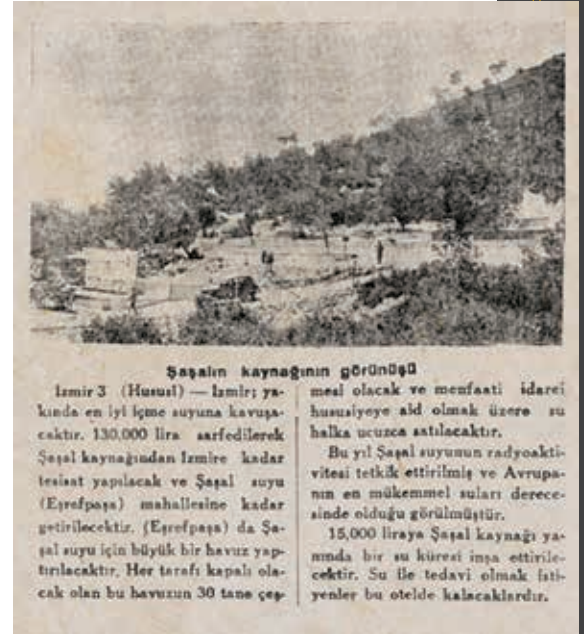 Şaşalın kaynağının görünüşü
İzmir 3 (Hususî) — İzmir; ya-
kında en iyi içme suyuna kavuşa-
caktır. 130,000 lira sarfedilerek
Şaşal kaynağından İzmire kadar
tesisat yapılacak ve Şaşal suyu
(Eşrefpaşa) mahallesine kadar
getirilecektir. (Eşrefpaşa) da Şa-
şal suyu için büyük bir havuz yap-
tırılacaktır. Her tarafı kapalı ola-
cak olan bu havuzun 30 tane çeş-
mesi olacak ve menfaati idarei
hususiyeye aid olmak üzere su
halka ucuzca satılacaktır.
Bu yıl Şaşal suyunun radyoakti-
vitesi tetkik ettirilmiş ve Avrupa-
nın en mükemmel suları derece-
sinde olduğu görülmüştür.
15,000 liraya Şaşal kaynağı ya-
nında bir su küresi inşa ettirile-
cektir. Su ile tedavi olmak isti-
yenler bu otelde kalacaklardır.